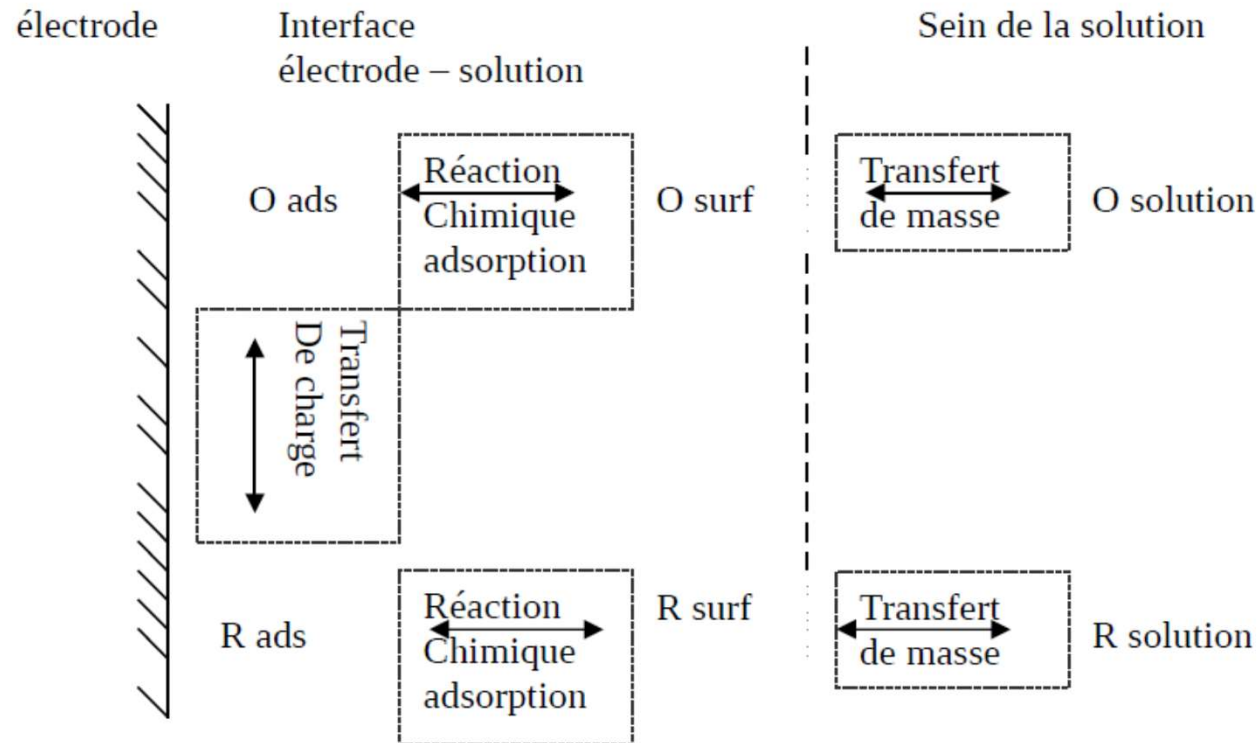 électrode
Interface
électrode – solution
Sein de la solution
O ads
Réaction
Chimique
adsorption
O surf
Transfert
de masse
O solution
Transfert
De charge
R ads
Réaction
Chimique
adsorption
R surf
Transfert
de masse
R solution